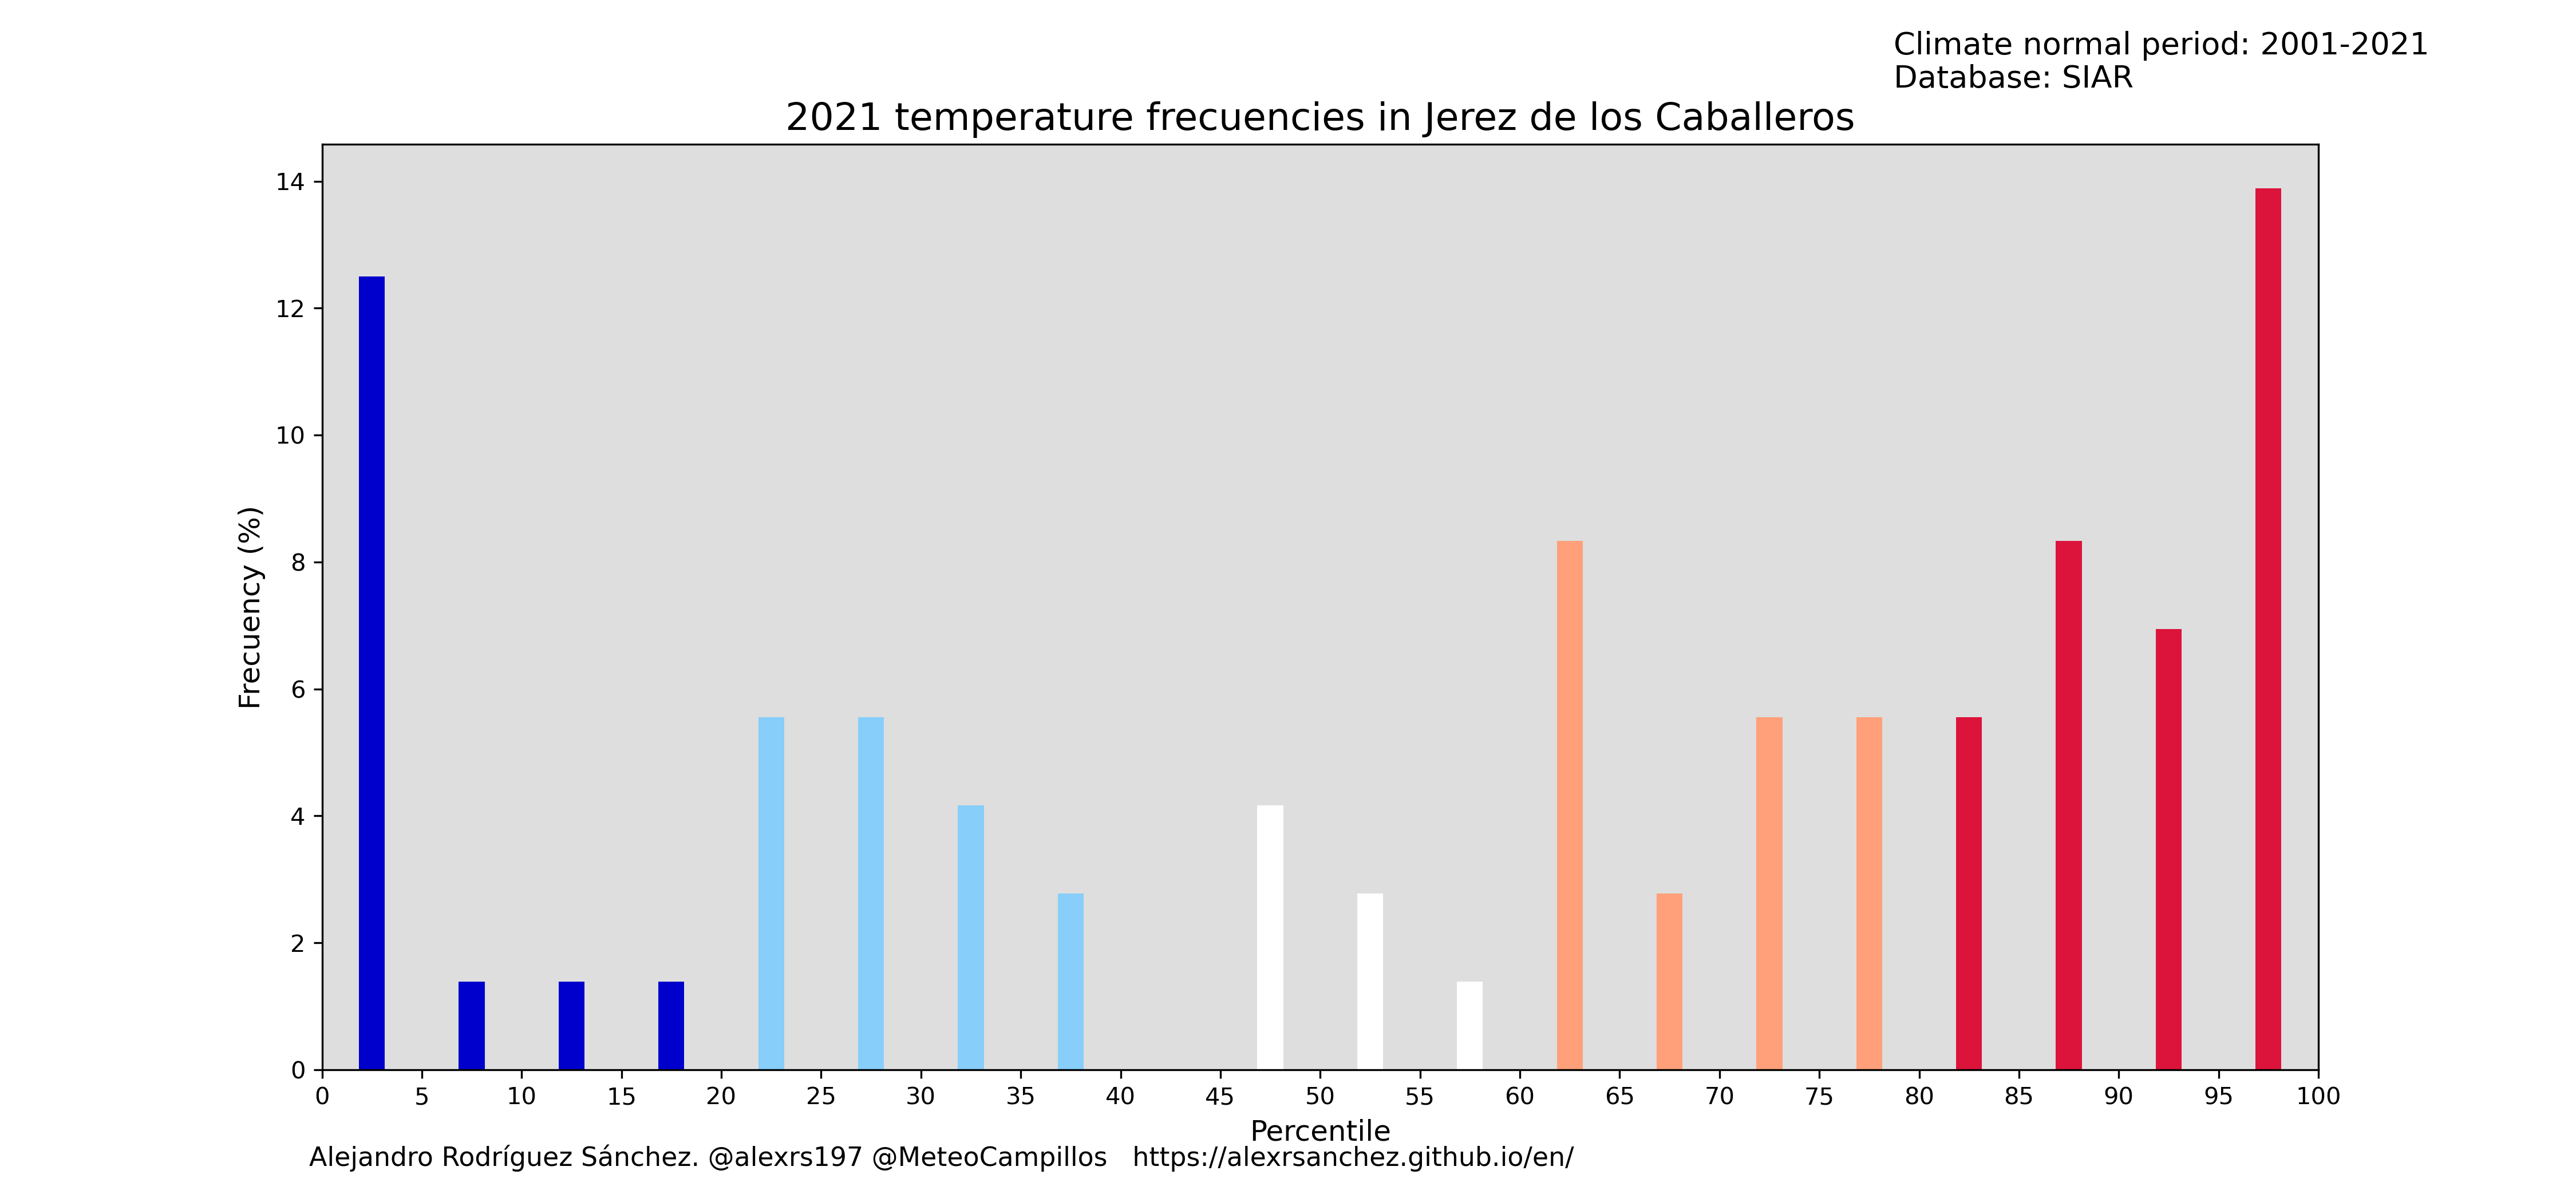 Climate normal period: 2001-2021
Database: SIAR
2021 temperature frecuencies in Jerez de los Caballeros
14
12
10
8
6
4
2
0
Frecuency (%)
0 5 10 15 20 25 30 35 40 45 50 55 60 65 70 75 80 85 90 95 100
Percentile
Alejandro Rodríguez Sánchez. @alexrs197 @MeteoCampillos https://alexrsanchez.github.io/en/